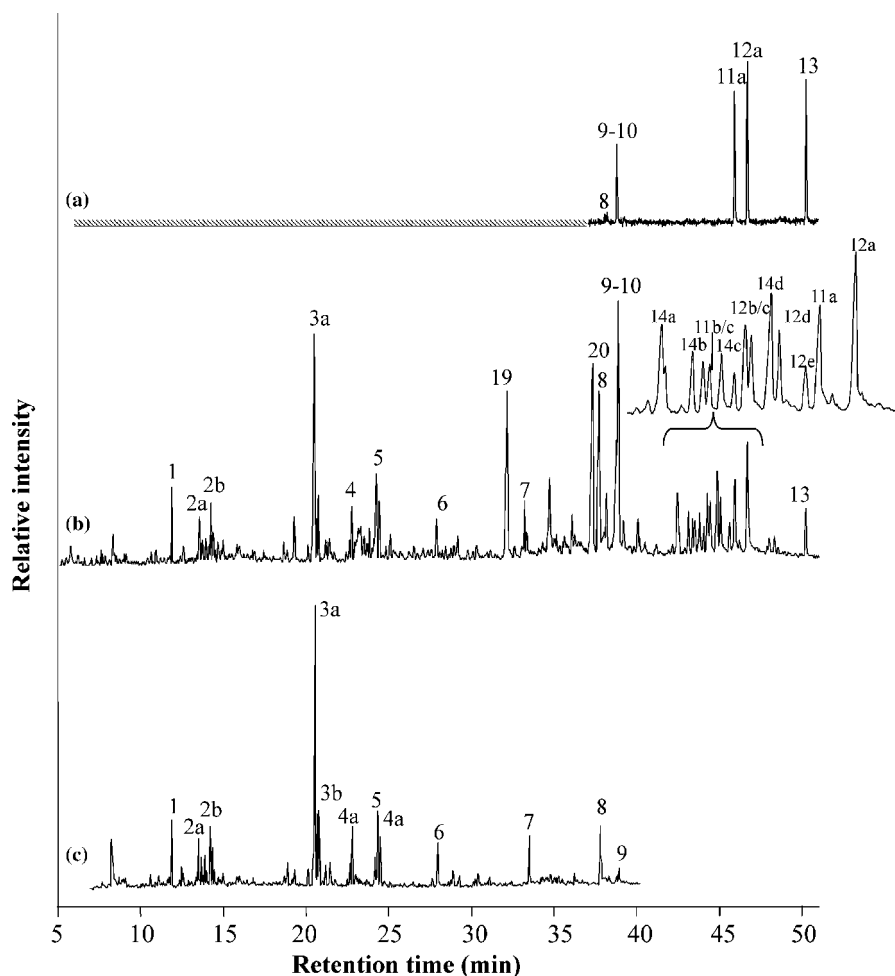 12a
11a
13
9-10
(a)
8
12a
9-10
14d
12b/c
11a
14a
11b/c
12d
3a
14b
14c
20
12e
19
8
5
1
2b
4
7
13
2a
6
(b)
Relative intensity
3a
3b
1
2b
5
8
2a
4a
4a
7
6
(c)
9
5 10 15 20 25 30 35 40 45 50
Retention time (min)